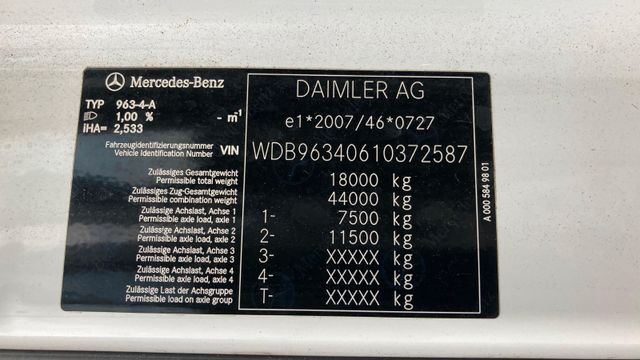 Mercedes-Benz
TYP 963-4-A
1,00 % - m¹
IHA= 2,533
Fahrzeugidentifizierungsnummer
Vehicle Identification Number VIN
Zulässiges Gesamtgewicht
Permissible total weight
Zulässiges Zug-Gesamtgewicht
Permissible combination weight
Zulässige Achslast, Achse 1
Permissible axle load, axle 1
Zulässige Achslast, Achse 2
Permissible axle load, axle 2
Zulässige Achslast, Achse 3
Permissible axle load, axle 3
Zulässige Achslast, Achse 4
Permissible axle load, axle 4
Zulässige Last der Achsgruppe
Permissible load on axle group
DAIMLER AG
e1*2007/46*0727
WDB96340610372587
18000 kg
44000 kg
1- 7500 kg
2- 11500 kg
3- XXXXX kg
4- XXXXX kg
T- XXXXX kg
A 000 584 98 01